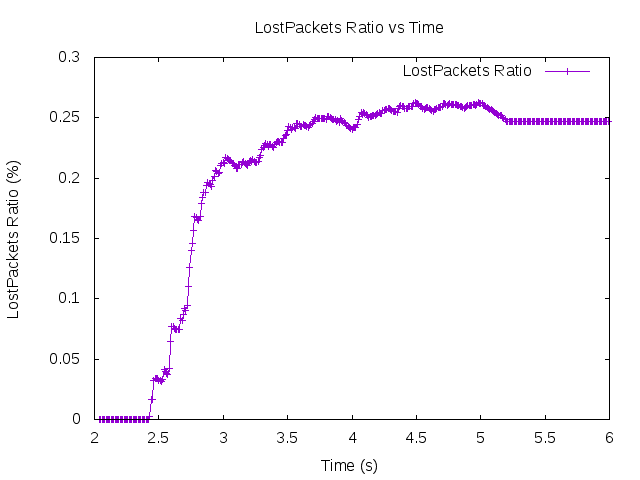 LostPackets Ratio vs Time
LostPackets Ratio
LostPackets Ratio (%)
0.3
0.25
0.2
0.15
0.1
0.05
0
2 2.5 3 3.5 4 4.5 5 5.5 6
Time (s)